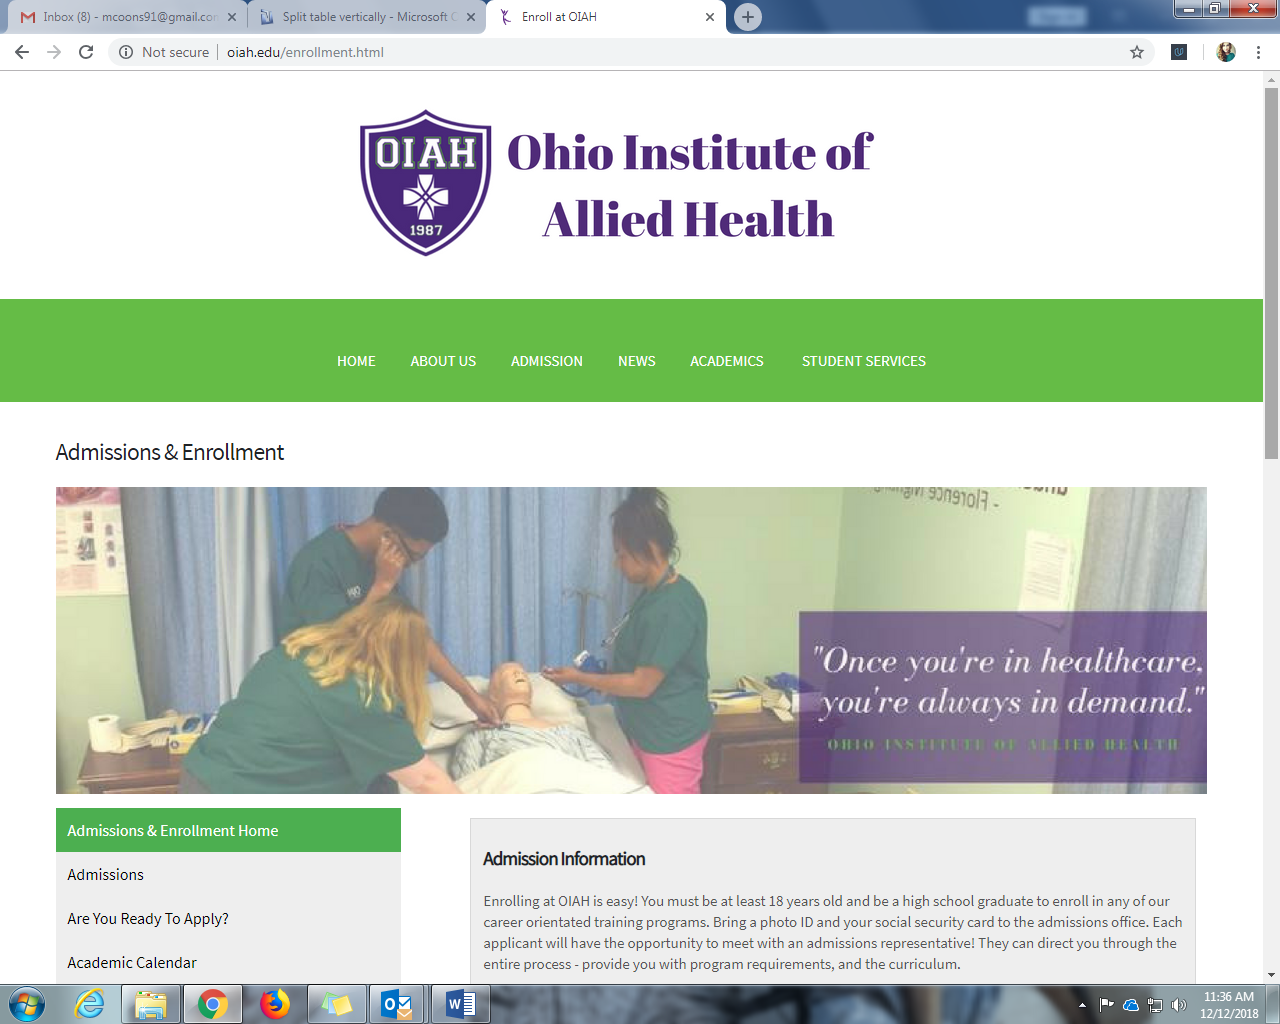 Inbox (8) - mcoons91@gmail.con
Split table vertically - Microsoft C
Enroll at OIAH
Not secure
oiah.edu/enrollment.html
OIAH
1987
Ohio Institute of
Allied Health
HOME
ABOUT US
ADMISSION
NEWS
ACADEMICS
STUDENT SERVICES
Admissions & Enrollment
- Florence
"Once you're in healthcare,
you're always in demand."
OHIO INSTITUTE OF ALLIED HEALTH
Admissions & Enrollment Home
Admissions
Are You Ready To Apply?
Academic Calendar
Admission Information
Enrolling at OIAH is easy! You must be at least 18 years old and be a high school graduate to enroll in any of our
career orientated training programs. Bring a photo ID and your social security card to the admissions office. Each
applicant will have the opportunity to meet with an admissions representative! They can direct you through the
entire process - provide you with program requirements, and the curriculum.
11:36 AM
12/12/2018